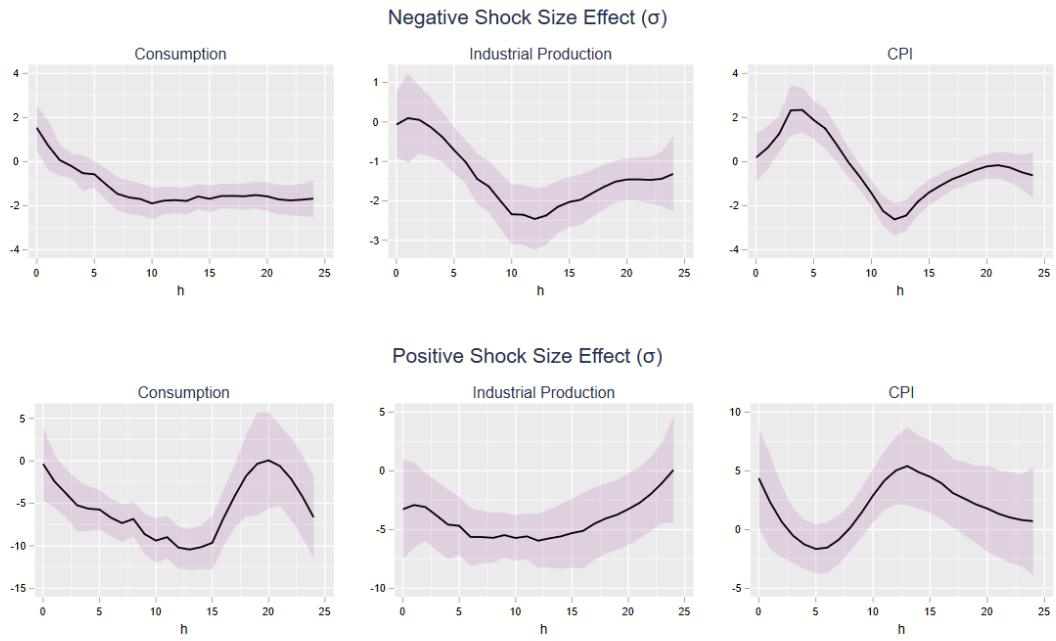 Negative Shock Size Effect (σ)
Consumption
4
2
0
-2
-4
0 5 10 15 20 25
h
Industrial Production
1
0
-1
-2
-3
0 5 10 15 20 25
h
CPI
4
2
0
-2
-4
0 5 10 15 20 25
h
Positive Shock Size Effect (σ)
Consumption
5
0
-5
-10
-15
0 5 10 15 20 25
h
Industrial Production
5
0
-5
-10
0 5 10 15 20 25
h
CPI
10
5
0
-5
0 5 10 15 20 25
h